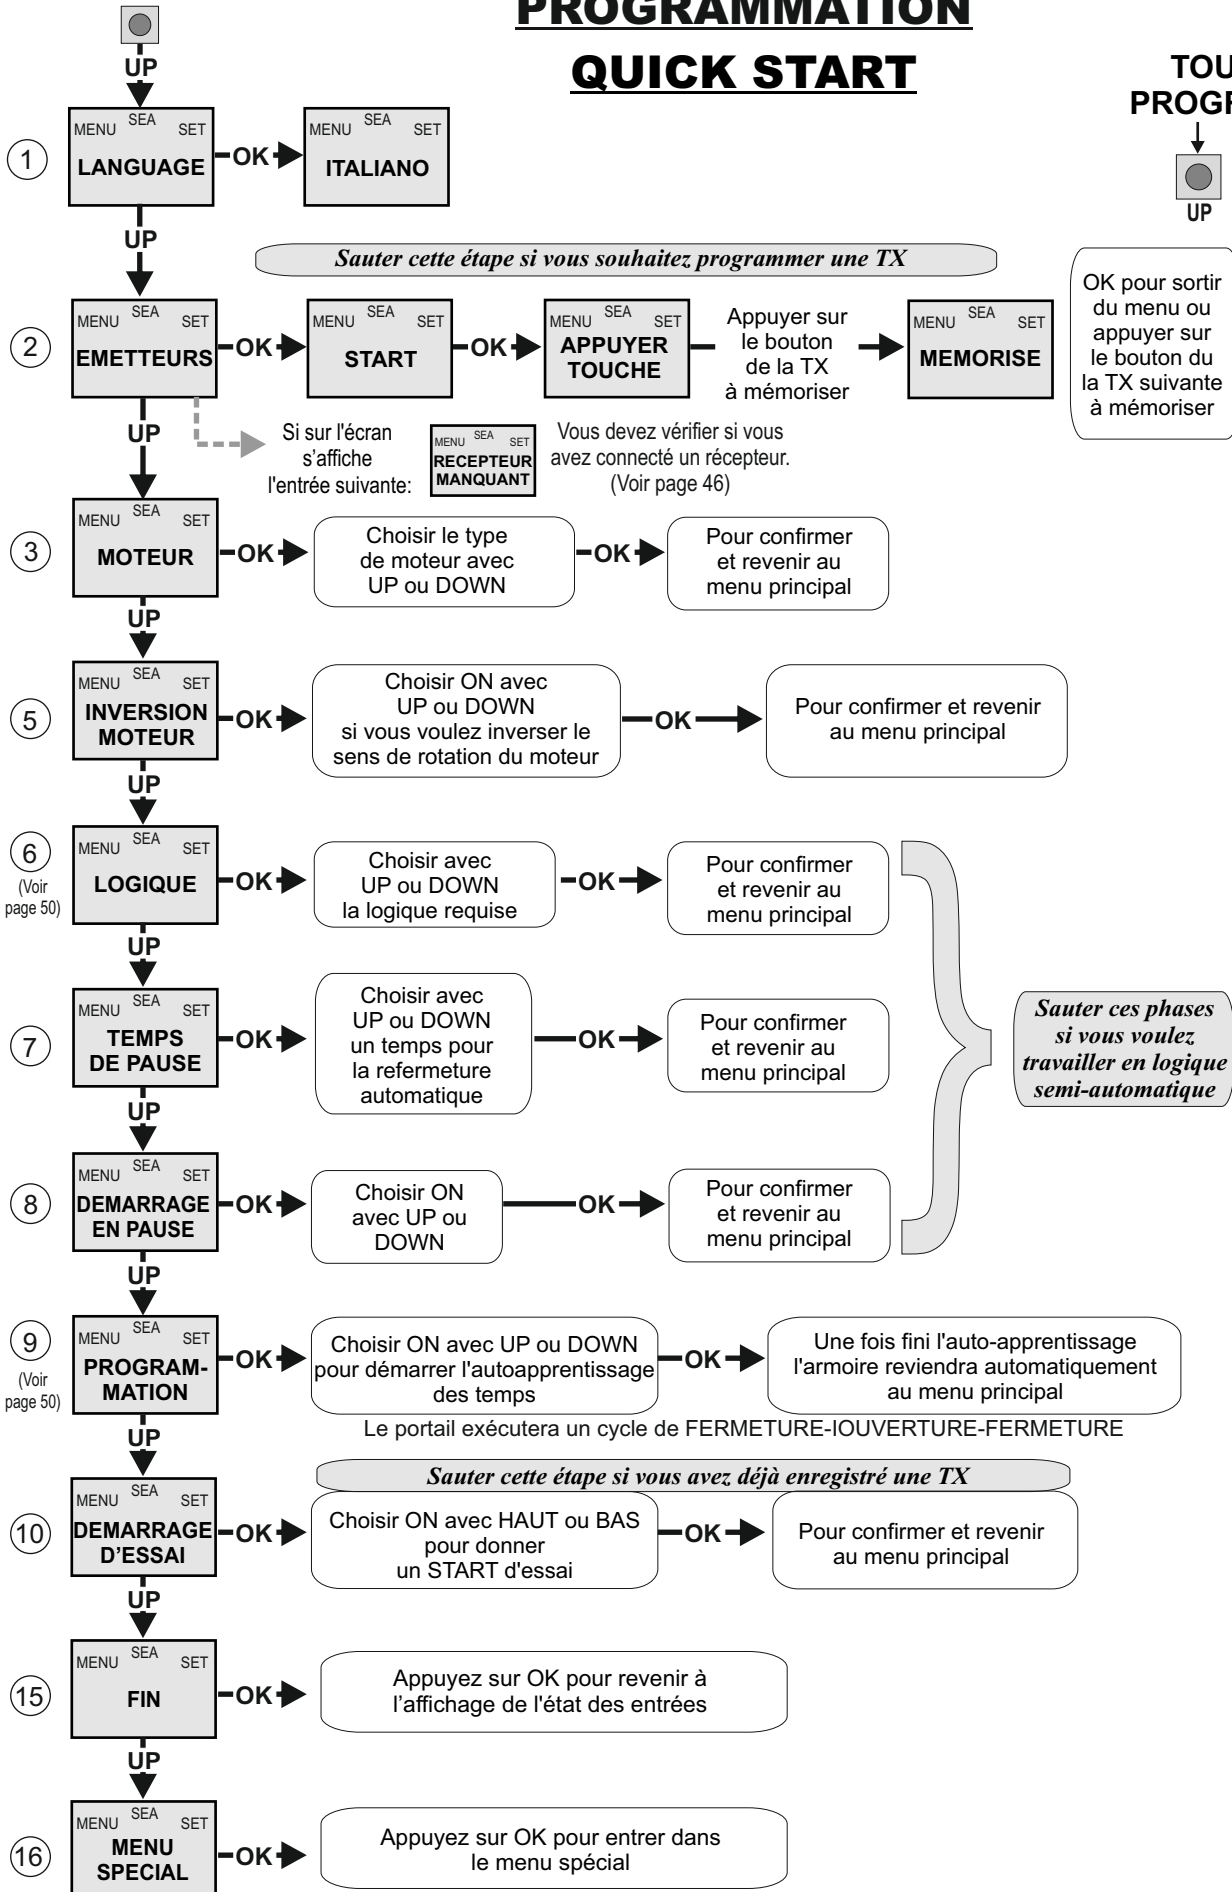 PROGRAMMATION
QUICK START
TOU
PROGR
UP
UP
1
MENU SEA SET
LANGUAGE
OK
MENU SEA SET
ITALIANO
UP
Sauter cette étape si vous souhaitez programmer une TX
2
MENU SEA SET
EMETTEURS
OK
MENU SEA SET
START
OK
MENU SEA SET
APPUYER
TOUCHE
Appuyer sur
le bouton
de la TX
à mémoriser
MENU SEA SET
MEMORISE
OK pour sortir
du menu ou
appuyer sur
le bouton du
la TX suivante
à mémoriser
UP
Si sur l'écran
s'affiche
l'entrée suivante:
MENU SEA SET
RECEPTEUR
MANQUANT
Vous devez vérifier si vous
avez connecté un récepteur.
(Voir page 46)
3
MENU SEA SET
MOTEUR
OK
Choisir le type
de moteur avec
UP ou DOWN
OK
Pour confirmer
et revenir au
menu principal
UP
5
MENU SEA SET
INVERSION
MOTEUR
OK
Choisir ON avec
UP ou DOWN
si vous voulez inverser le
sens de rotation du moteur
OK
Pour confirmer et revenir
au menu principal
UP
6
(Voir
page 50)
MENU SEA SET
LOGIQUE
OK
Choisir avec
UP ou DOWN
la logique requise
OK
Pour confirmer
et revenir au
menu principal
UP
7
MENU SEA SET
TEMPS
DE PAUSE
OK
Choisir avec
UP ou DOWN
un temps pour
la refermeture
automatique
OK
Pour confirmer
et revenir au
menu principal
Sauter ces phases
si vous voulez
travailler en logique
semi-automatique
UP
8
MENU SEA SET
DEMARRAGE
EN PAUSE
OK
Choisir ON
avec UP ou
DOWN
OK
Pour confirmer
et revenir au
menu principal
UP
9
(Voir
page 50)
MENU SEA SET
PROGRAM-
MATION
OK
Choisir ON avec UP ou DOWN
pour démarrer l'autoapprentissage
des temps
OK
Une fois fini l'auto-apprentissage
l'armoire reviendra automatiquement
au menu principal
Le portail exécutera un cycle de FERMETURE-IOUVERTURE-FERMETURE
UP
Sauter cette étape si vous avez déjà enregistré une TX
10
MENU SEA SET
DEMARRAGE
D'ESSAI
OK
Choisir ON avec HAUT ou BAS
pour donner
un START d'essai
OK
Pour confirmer et revenir
au menu principal
UP
15
MENU SEA SET
FIN
OK
Appuyez sur OK pour revenir à
l'affichage de l'état des entrées
UP
16
MENU SEA SET
MENU
SPECIAL
OK
Appuyez sur OK pour entrer dans
le menu spécial